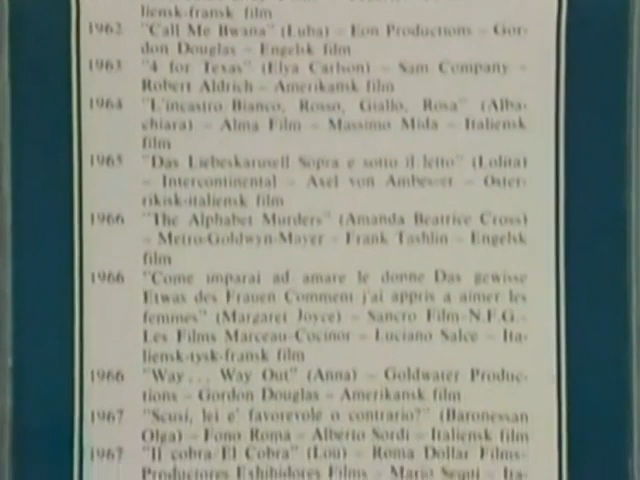 liensk-fransk film
1962 "Call Me Bwana" (Luba) – Eon Productions – Gor-
don Douglas – Engelsk film
1963 "4 for Texas" (Elya Carlson) – Sam Company –
Robert Aldrich – Amerikansk film
1964 "L'incastro Bianco, Rosso, Giallo, Rosa" (Alba-
chiara) – Alma Film – Massimo Mida – Italiensk
film
1965 "Das Liebeskarusell Sopra e sotto il letto" (Lolita)
– Intercontinental – Axel von Ambesser – Oster-
rikisk-italiensk film
1966 "The Alphabet Murders" (Amanda Beatrice Cross)
– Metro-Goldwyn-Mayer – Frank Tashlin – Engelsk
film
1966 "Come imparai ad amare le donne Das gewisse
Etwas des Frauen Comment j'ai appris a aimer les
femmes" (Margaret Joyce) – Sancro Film-N.F.G.-
Les Films Marceau-Cocinor – Luciano Salce – Ita-
liensk-tysk-fransk film
1966 "Way... Way Out" (Anna) – Goldwater Produc-
tions – Gordon Douglas – Amerikansk film
1967 "Scusi, lei e' favorevole o contrario?" (Baronessan
Olga) – Fono Roma – Alberto Sordi – Italiensk film
1967 "Il cobra El Cobra" (Lou) – Roma Dollar Films-
Productores Exhibidores Films – Mario Sequi – Ita-